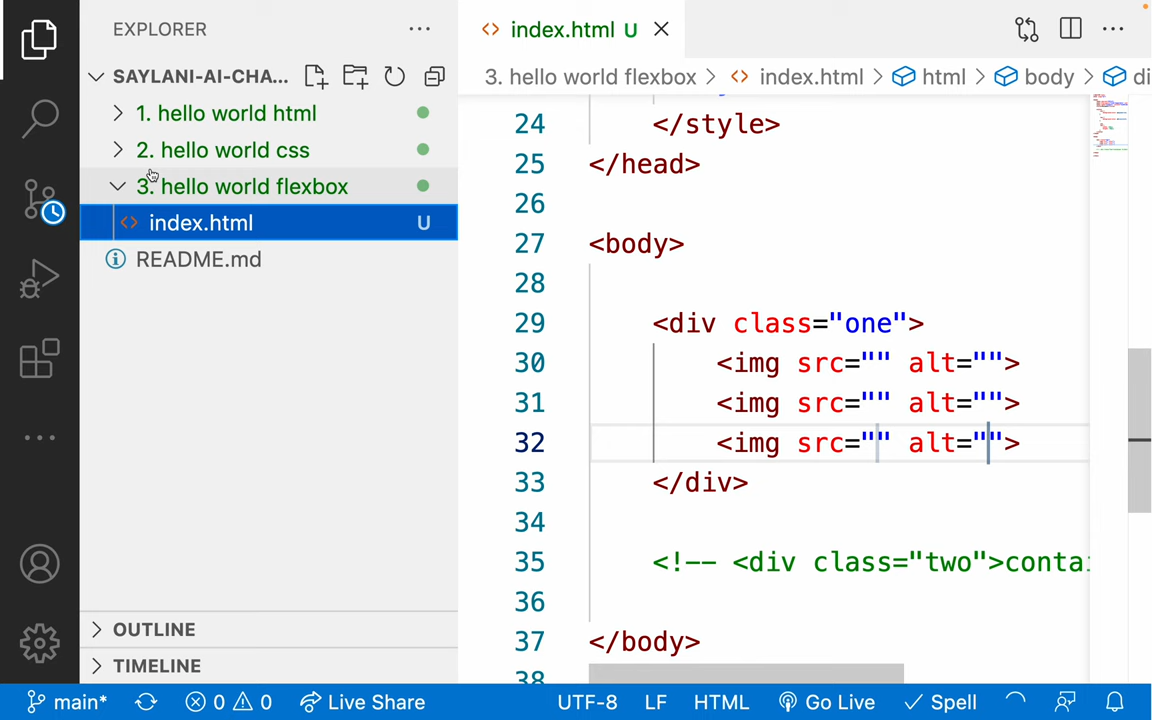 EXPLORER
SAYLANI-AI-CHA...
1. hello world html
2. hello world css
3. hello world flexbox
index.html U
README.md
OUTLINE
TIMELINE
index.html U
3. hello world flexbox > index.html > html > body > di
24 </style>
25 </head>
26
27 <body>
28
29 <div class="one">
30 <img src="" alt="">
31 <img src="" alt="">
32 <img src="" alt="">
33 </div>
34
35 <!-- <div class="two">contai
36
37 </body>
38
main* 0 0 Live Share UTF-8 LF HTML Go Live Spell